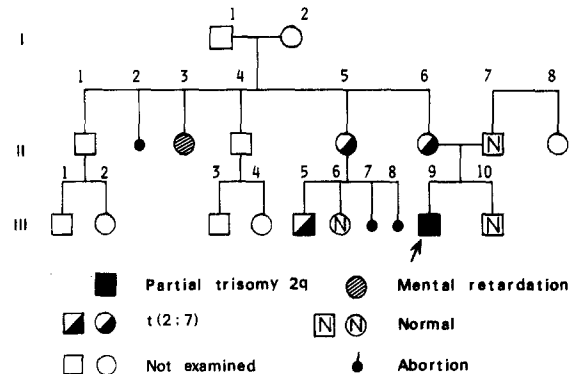 1 2
I
1 2 3 4 5 6 7 8
II N
1 2 3 4 5 6 7 8 9 10
III N N
Partial trisomy 2q Mental retardation
t(2:7) N N Normal
Not examined Abortion